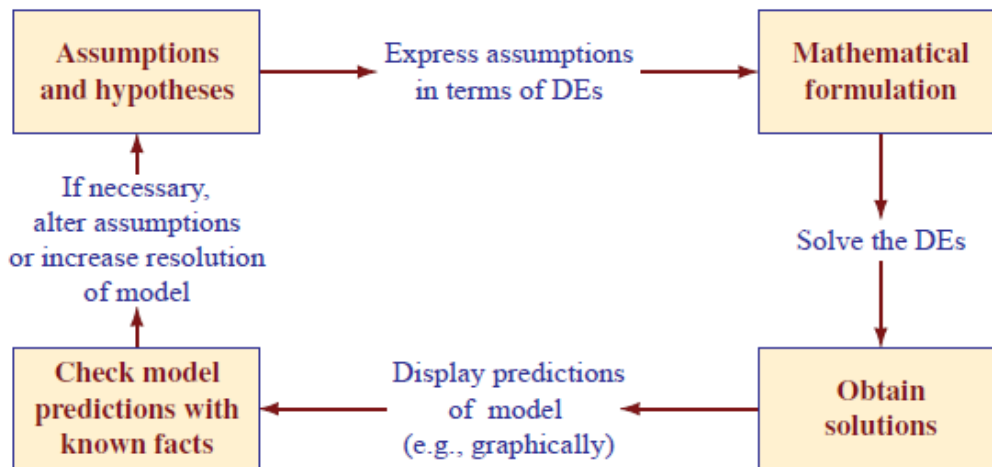 Assumptions
and hypotheses
Express assumptions
in terms of DEs
Mathematical
formulation
If necessary,
alter assumptions
or increase resolution
of model
Solve the DEs
Check model
predictions with
known facts
Display predictions
of model
(e.g., graphically)
Obtain
solutions